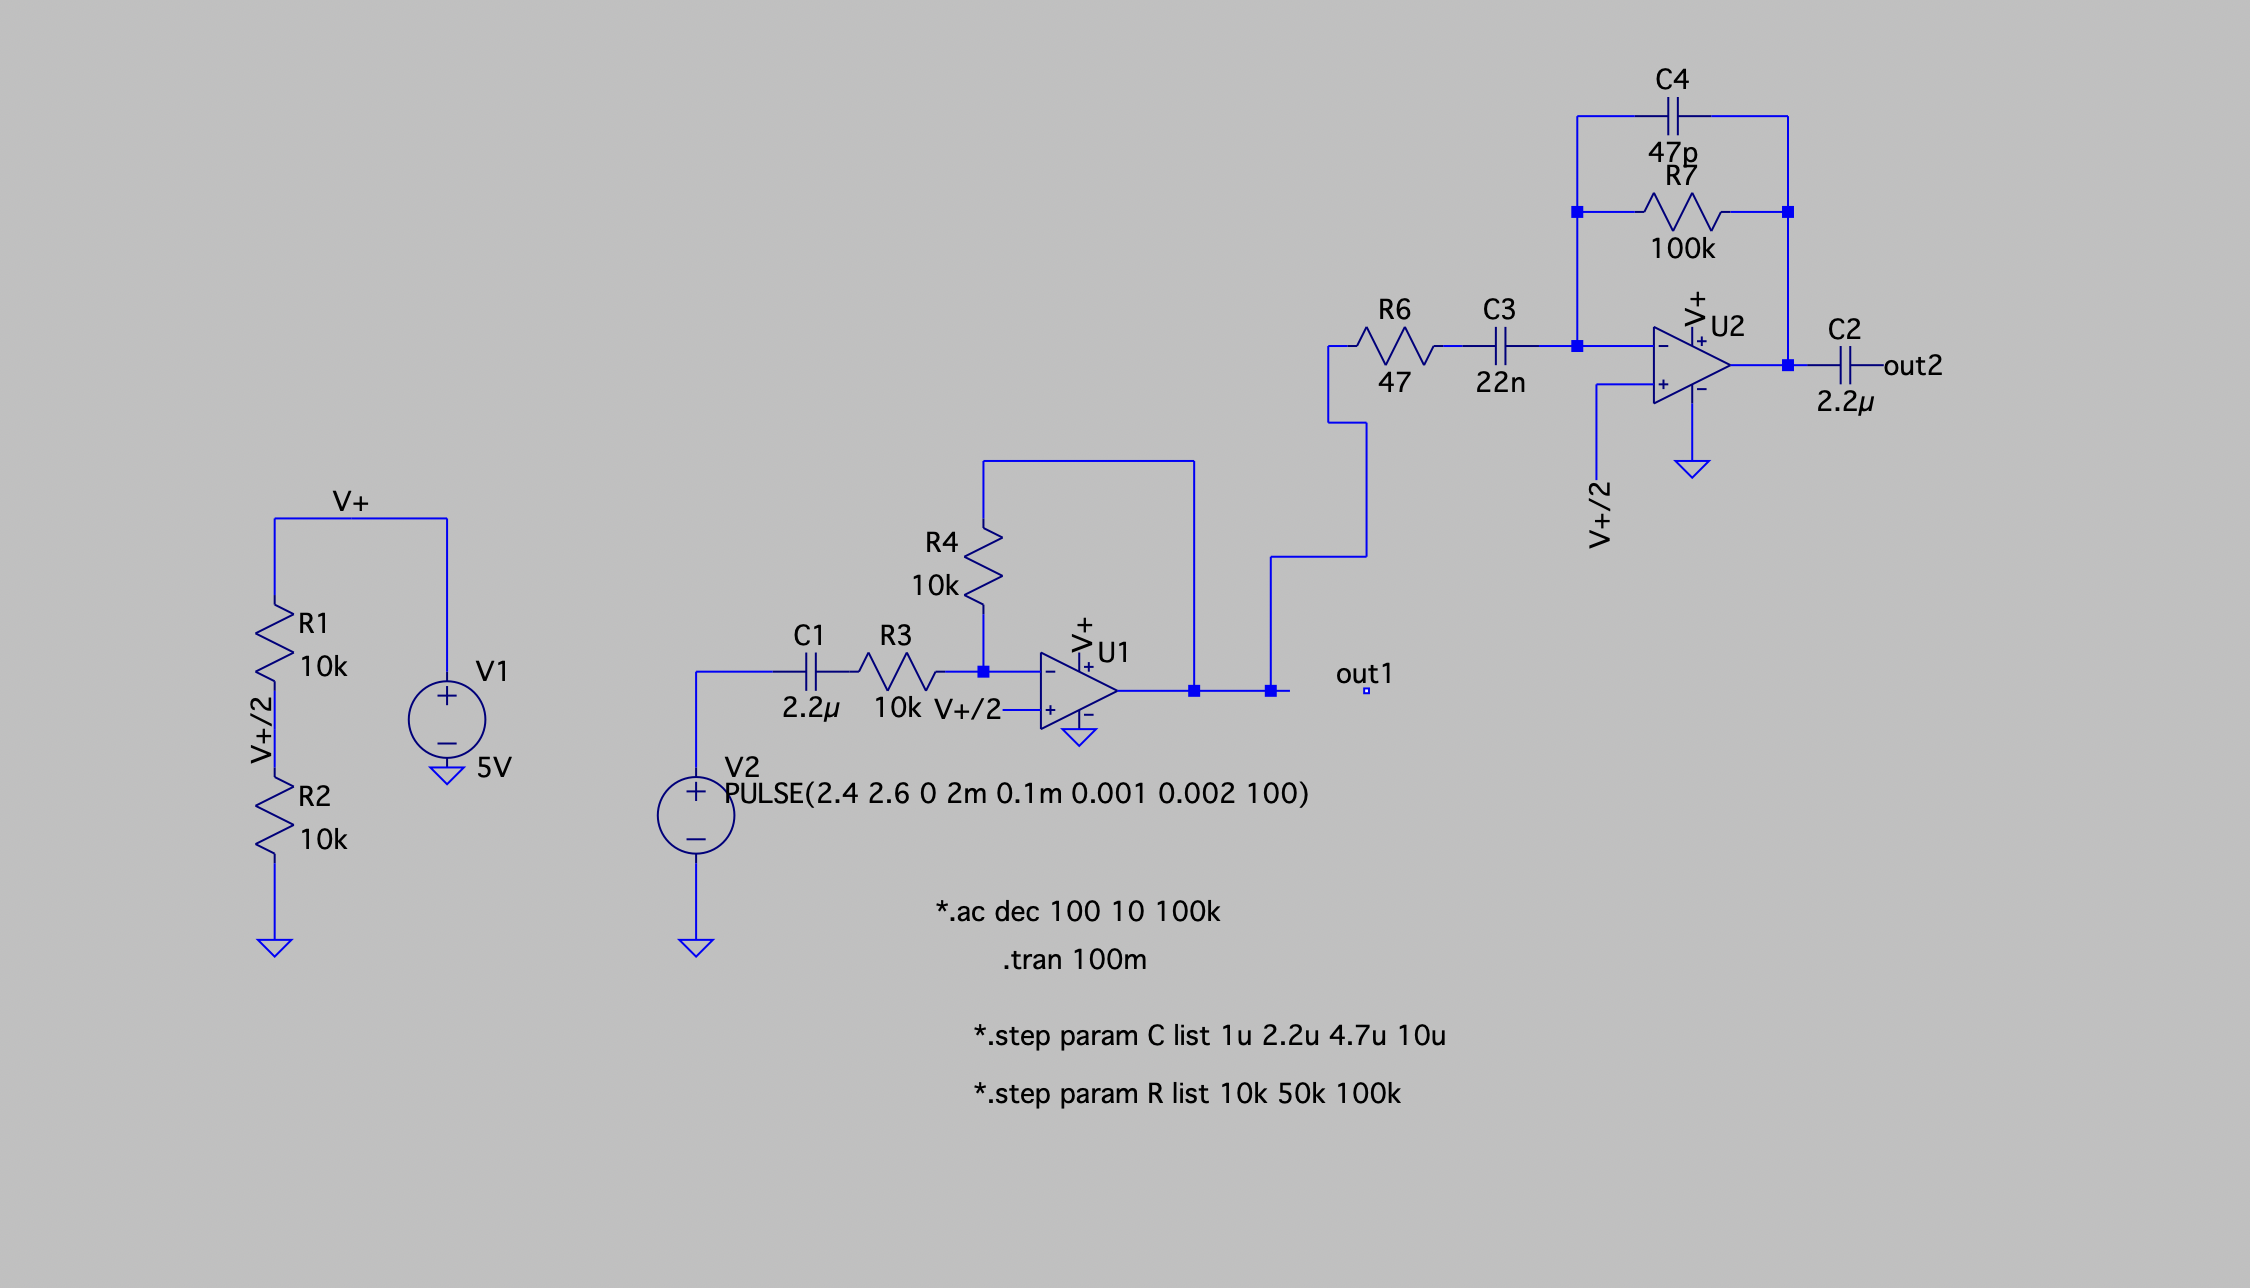 C4
47p
R7
100k
R6
47
C3
22n
V+
U2
C2
2.2µ
out2
V+/2
V+
R1
10k
V+/2
R2
10k
V1
5V
R4
10k
C1
2.2µ
R3
10k
V+/2
V+
U1
out1
V2
PULSE(2.4 2.6 0 2m 0.1m 0.001 0.002 100)
*.ac dec 100 10 100k
.tran 100m
*.step param C list 1u 2.2u 4.7u 10u
*.step param R list 10k 50k 100k